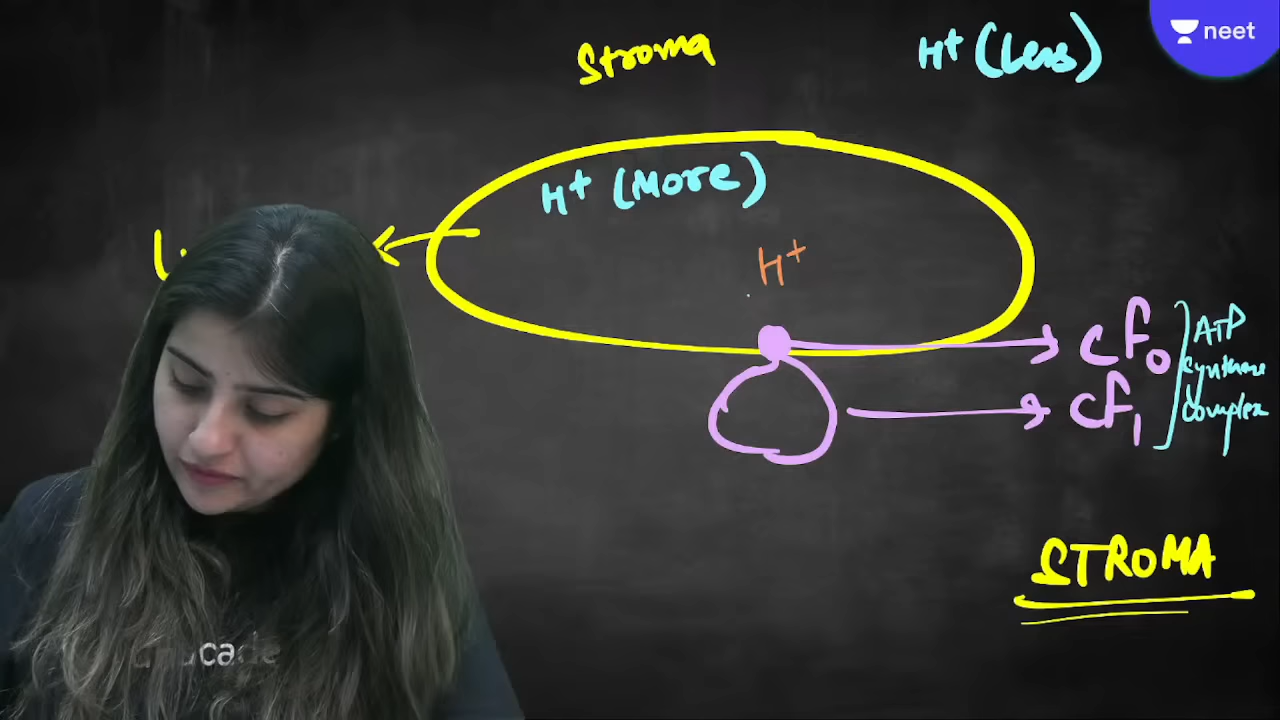 neet
Stroma
H+ (Less)
H+ (More)
H+
CF0
CF1
ATP
Synthase
Complex
STROMA